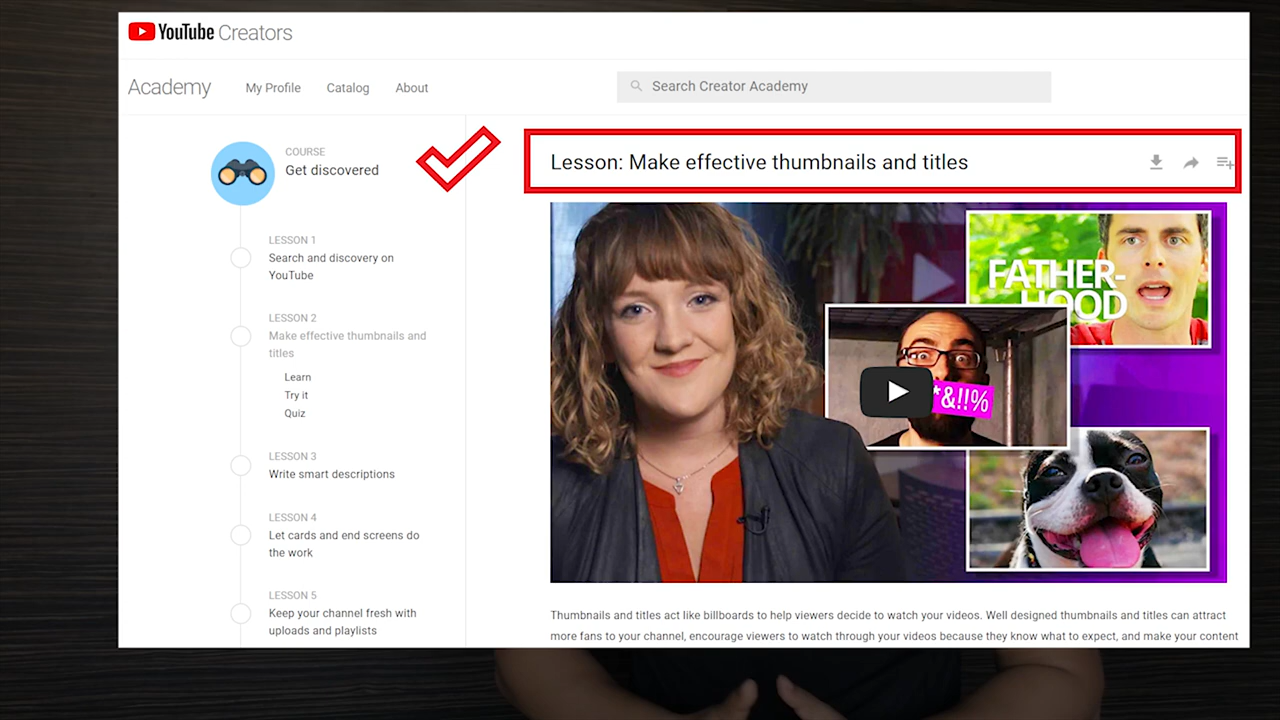 YouTube Creators
Academy
My Profile
Catalog
About
Search Creator Academy
COURSE
Get discovered
LESSON 1
Search and discovery on
YouTube
LESSON 2
Make effective thumbnails and
titles
Learn
Try it
Quiz
LESSON 3
Write smart descriptions
LESSON 4
Let cards and end screens do
the work
LESSON 5
Keep your channel fresh with
uploads and playlists
Lesson: Make effective thumbnails and titles
FATHER-
HOOD
*&!!%
Thumbnails and titles act like billboards to help viewers decide to watch your videos. Well designed thumbnails and titles can attract
more fans to your channel, encourage viewers to watch through your videos because they know what to expect, and make your content